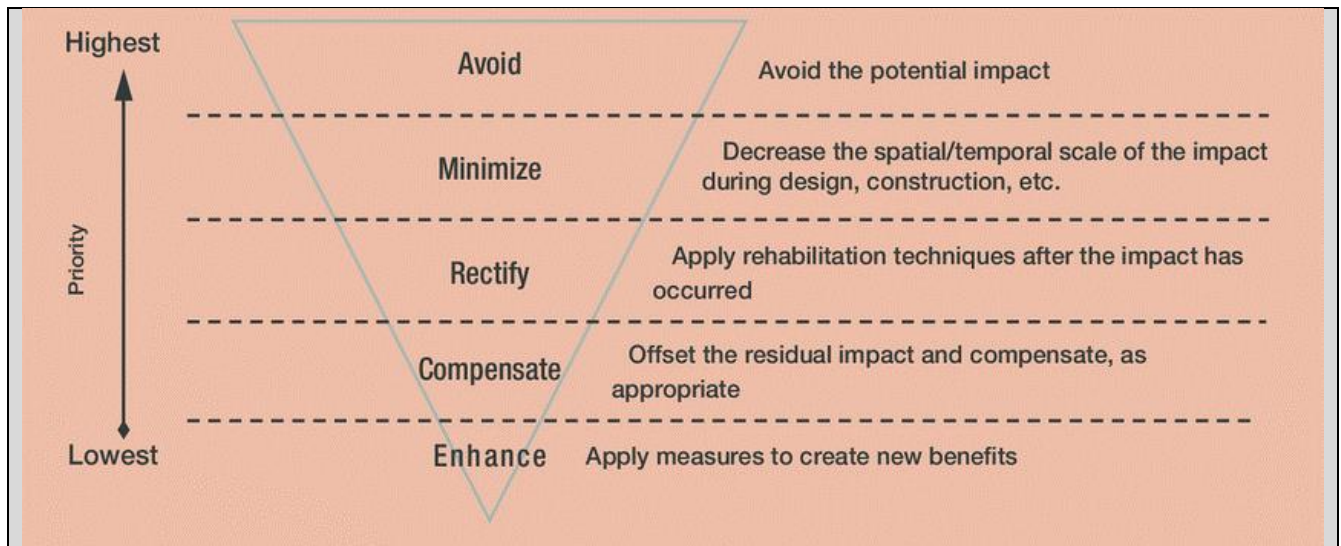 Highest
Avoid
Avoid the potential impact
Minimize
Decrease the spatial/temporal scale of the impact
during design, construction, etc.
Priority
Rectify
Apply rehabilitation techniques after the impact has
occurred
Compensate
Offset the residual impact and compensate, as
appropriate
Lowest
Enhance
Apply measures to create new benefits